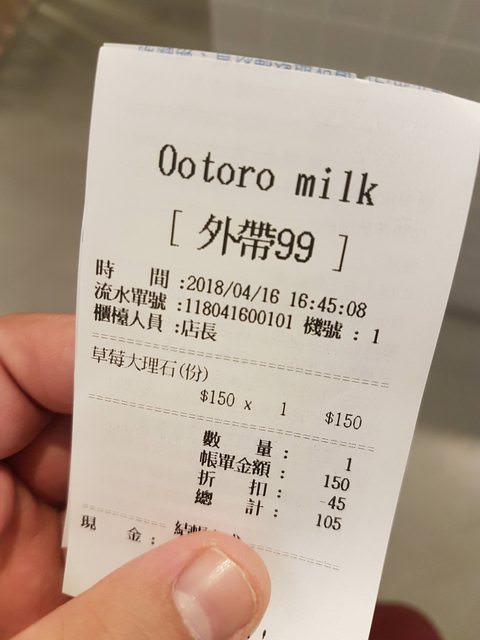 Ootoro milk
[ 外帶99 ]
時 間 :2018/04/16 16:45:08
流水單號 :118041600101 機號 : 1
櫃檯人員 :店長
草莓大理石(份)
$150 x 1 $150
數 量 : 1
帳單金額 : 150
折 扣 : -45
總 計 : 105
現 金 :